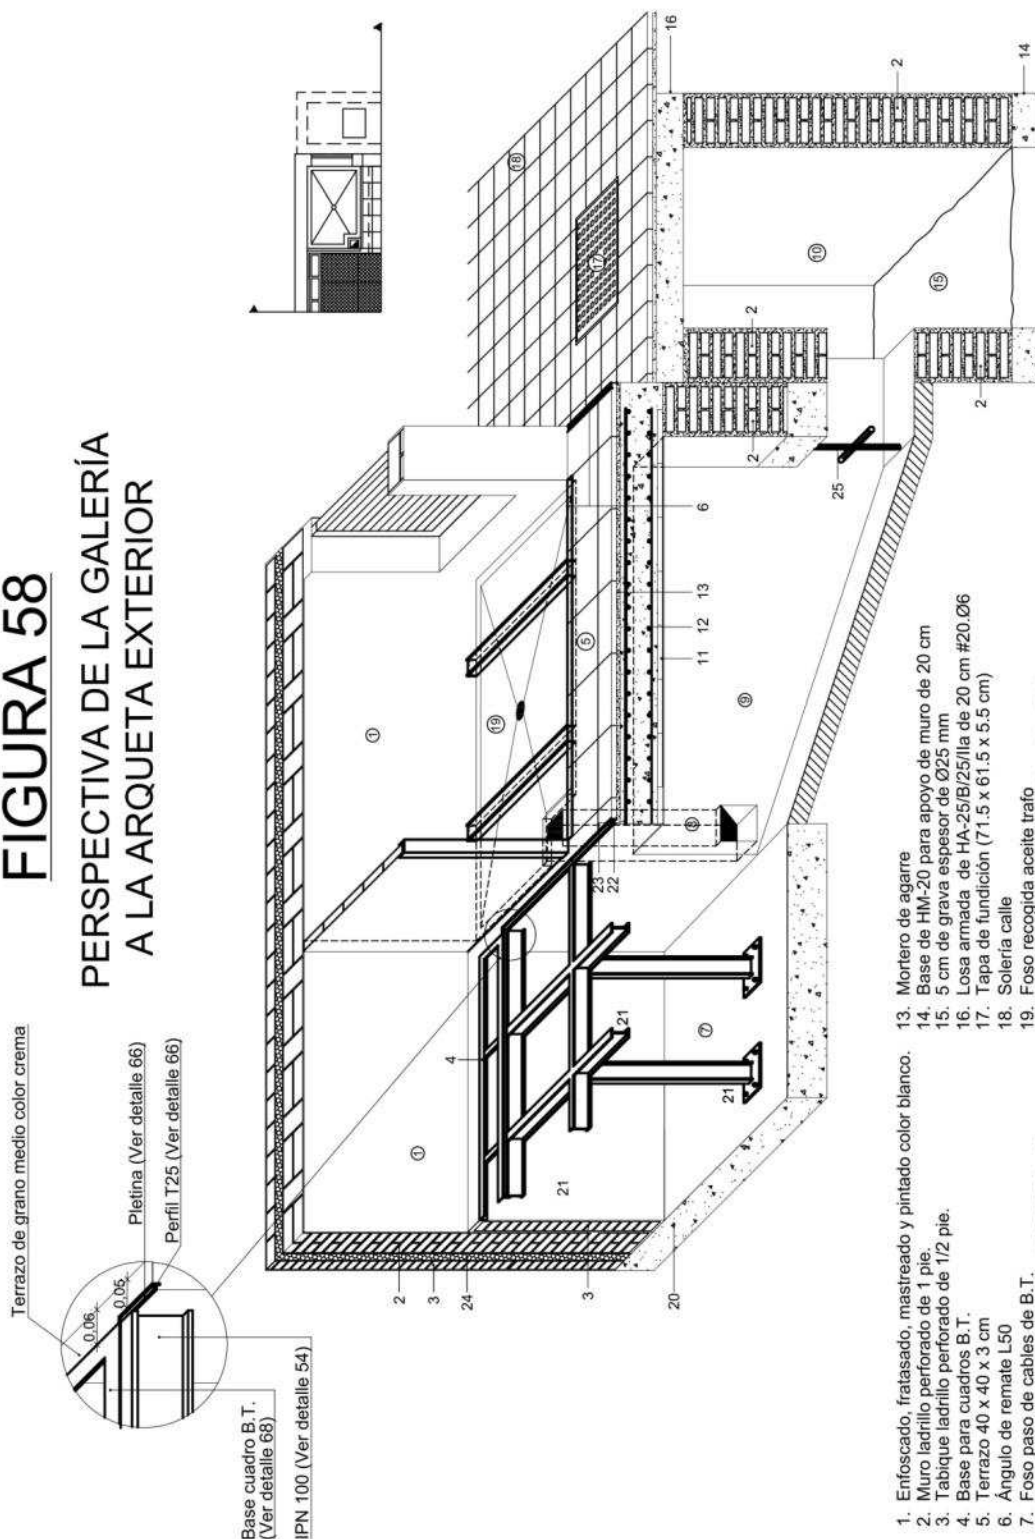 FIGURA 58
PERSPECTIVA DE LA GALERÍA
A LA ARQUETA EXTERIOR
Terrazo de grano medio color crema
Pletina (Ver detalle 66)
Perfil T25 (Ver detalle 66)
0.06
0.05
Base cuadro B.T.
(Ver detalle 68)
IPN 100 (Ver detalle 54)
2
3
24
3
20
1
1
4
21
21
21
7
19
23
22
8
5
11
12
13
6
9
25
2
2
2
18
17
16
10
15
2
14
1. Enfoscado, fratasado, mastreado y pintado color blanco.
2. Muro ladrillo perforado de 1 pie.
3. Tabique ladrillo perforado de 1/2 pie.
4. Base para cuadros B.T.
5. Terrazo 40 x 40 x 3 cm
6. Ángulo de remate L50
7. Foso paso de cables de B.T.
13. Mortero de agarre
14. Base de HM-20 para apoyo de muro de 20 cm
15. 5 cm de grava espesor de Ø25 mm
16. Losa armada de HA-25/B/25/IIa de 20 cm #20.Ø6
17. Tapa de fundición (71.5 x 61.5 x 5.5 cm)
18. Solería calle
19. Foso recogida aceite trafo